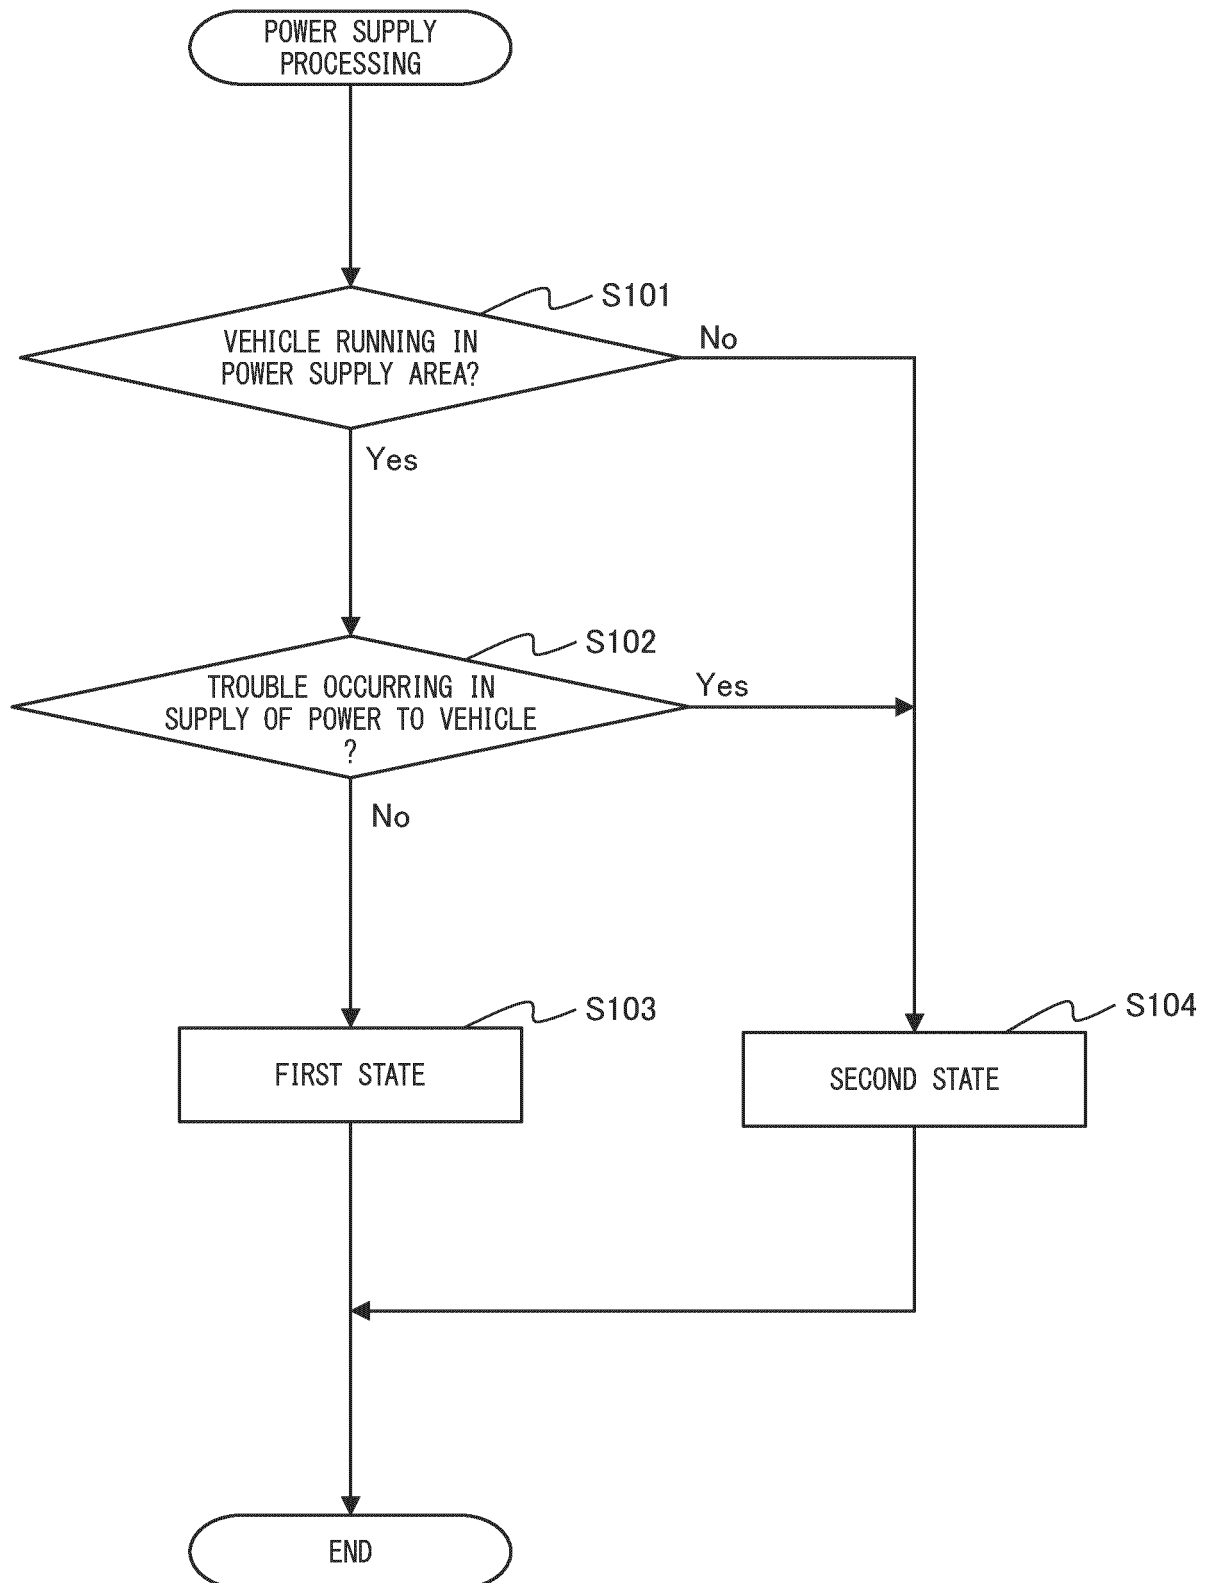 POWER SUPPLY
PROCESSING
S101
VEHICLE RUNNING IN
POWER SUPPLY AREA?
No
Yes
S102
TROUBLE OCCURRING IN
SUPPLY OF POWER TO VEHICLE
?
Yes
No
S103
FIRST STATE
S104
SECOND STATE
END